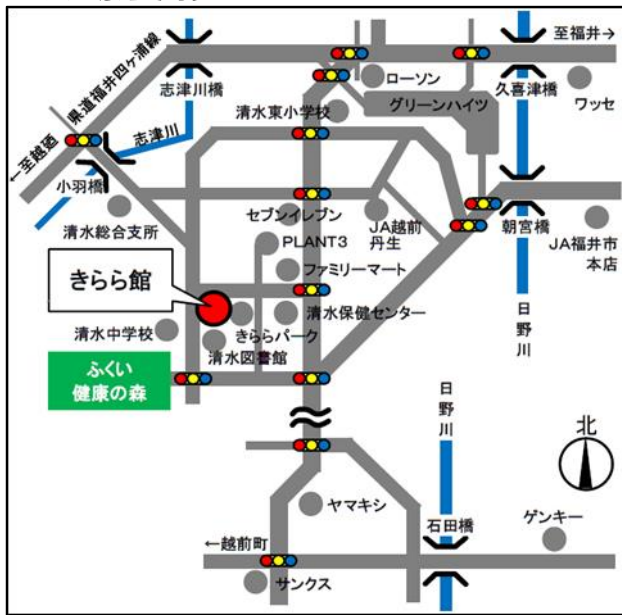 至福井→
県道福井四ヶ浦線
志津川橋
ローソン
久喜津橋
ワッセ
グリーンハイツ
清水東小学校
志津川
←至越廼
小羽橋
清水総合支所
セブンイレブン
JA越前
丹生
朝宮橋
JA福井市
本店
PLANT3
ファミリーマート
きらら館
清水保健センター
きららパーク
清水中学校
清水図書館
日野川
ふくい
健康の森
日野川
北
ヤマキシ
石田橋
ゲンキー
←越前町
サンクス